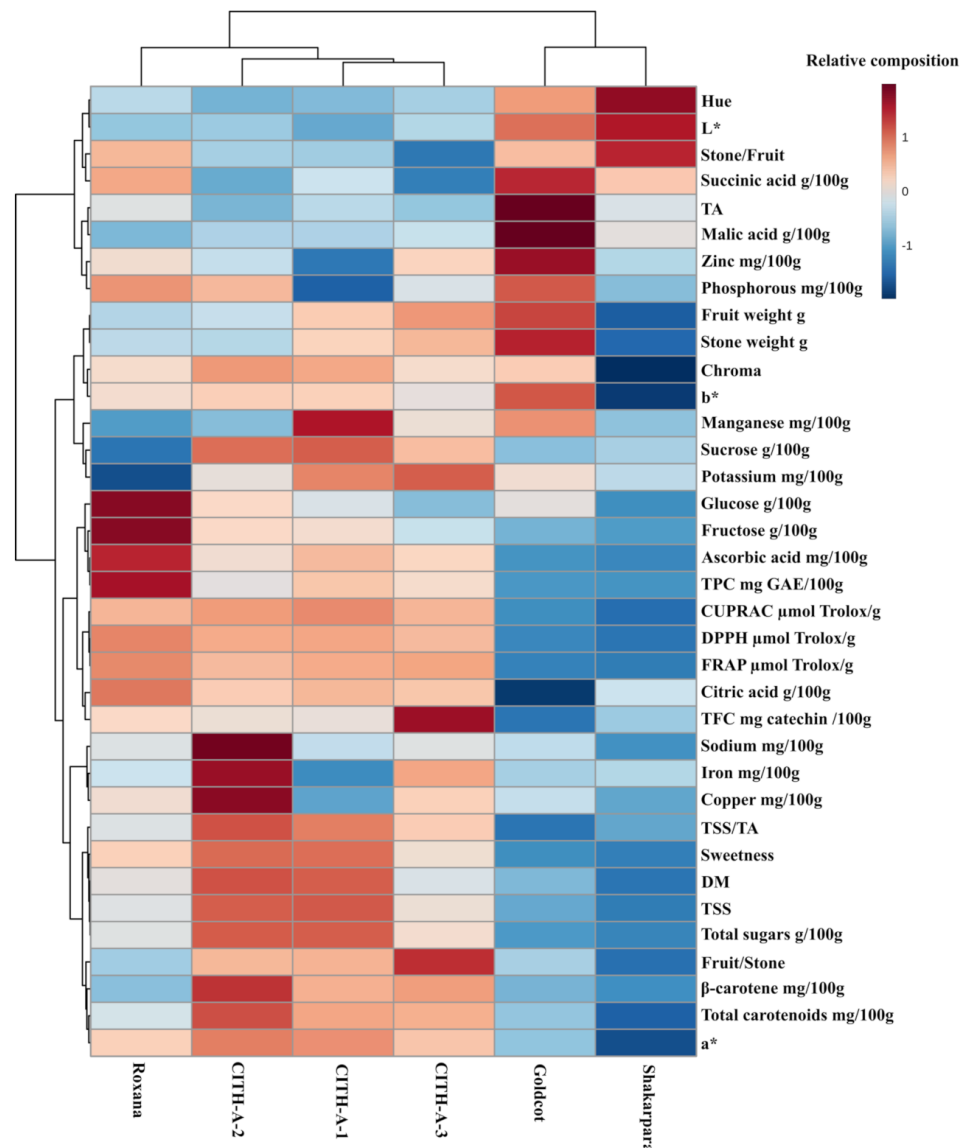 Relative composition
1
0
-1
Hue
L*
Stone/Fruit
Succinic acid g/100g
TA
Malic acid g/100g
Zinc mg/100g
Phosphorous mg/100g
Fruit weight g
Stone weight g
Chroma
b*
Manganese mg/100g
Sucrose g/100g
Potassium mg/100g
Glucose g/100g
Fructose g/100g
Ascorbic acid mg/100g
TPC mg GAE/100g
CUPRAC µmol Trolox/g
DPPH µmol Trolox/g
FRAP µmol Trolox/g
Citric acid g/100g
TFC mg catechin /100g
Sodium mg/100g
Iron mg/100g
Copper mg/100g
TSS/TA
Sweetness
DM
TSS
Total sugars g/100g
Fruit/Stone
β-carotene mg/100g
Total carotenoids mg/100g
a*
Roxana
CITH-A-2
CITH-A-1
CITH-A-3
Goldcot
Shakarpara